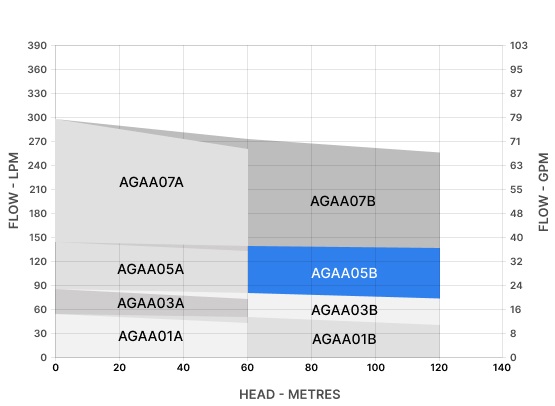 390 103
360 95
330 87
300 79
270 71
240 63
210 55
180 48
150 40
120 32
90 24
60 16
30 8
0 0
FLOW - LPM
FLOW - GPM
AGAA07A
AGAA07B
AGAA05A
AGAA05B
AGAA03A
AGAA03B
AGAA01A
AGAA01B
0 20 40 60 80 100 120 140
HEAD - METRES